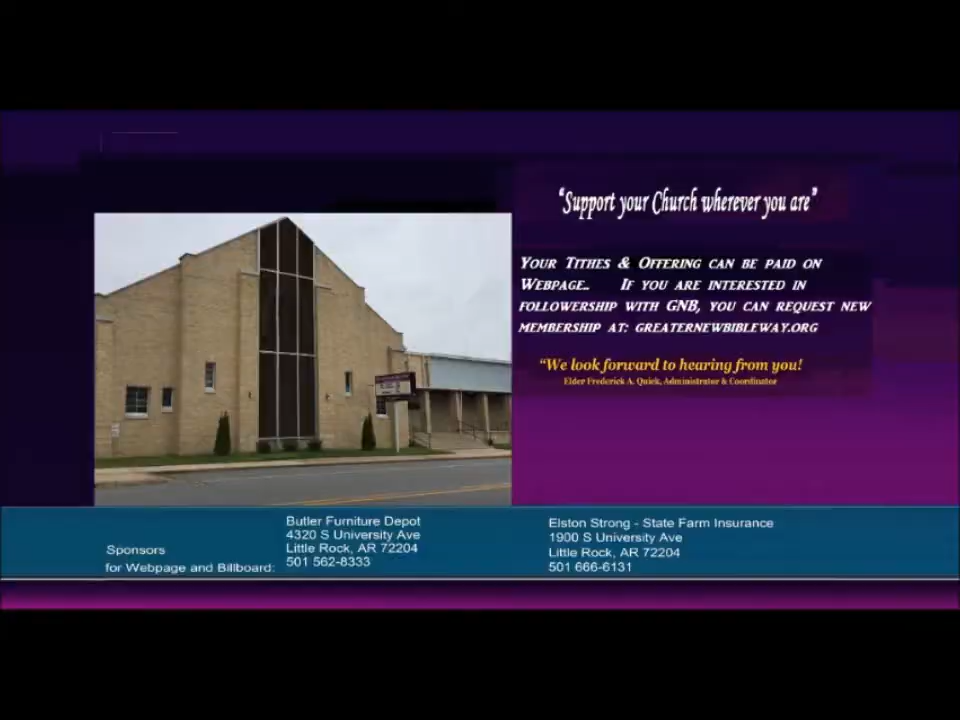 “Support your Church wherever you are”
Your Tithes & Offering can be paid on
Webpage.. If you are interested in
followership with GNB, you can request new
membership at: greaternewbibleway.org
“We look forward to hearing from you!
Elder Frederick A. Quick, Administrator & Coordinator
Sponsors
for Webpage and Billboard:
Butler Furniture Depot
4320 S University Ave
Little Rock, AR 72204
501 562-8333
Elston Strong - State Farm Insurance
1900 S University Ave
Little Rock, AR 72204
501 666-6131